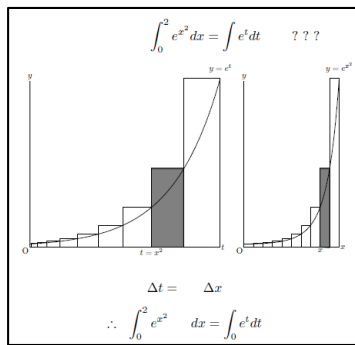 ∫₀² e^{x²} dx = ∫ e^t dt ? ? ?
y y = e^t y y = e^{x²}
O t = x² t O x x
Δt = Δx
∴ ∫₀² e^{x²} dx = ∫₀ e^t dt